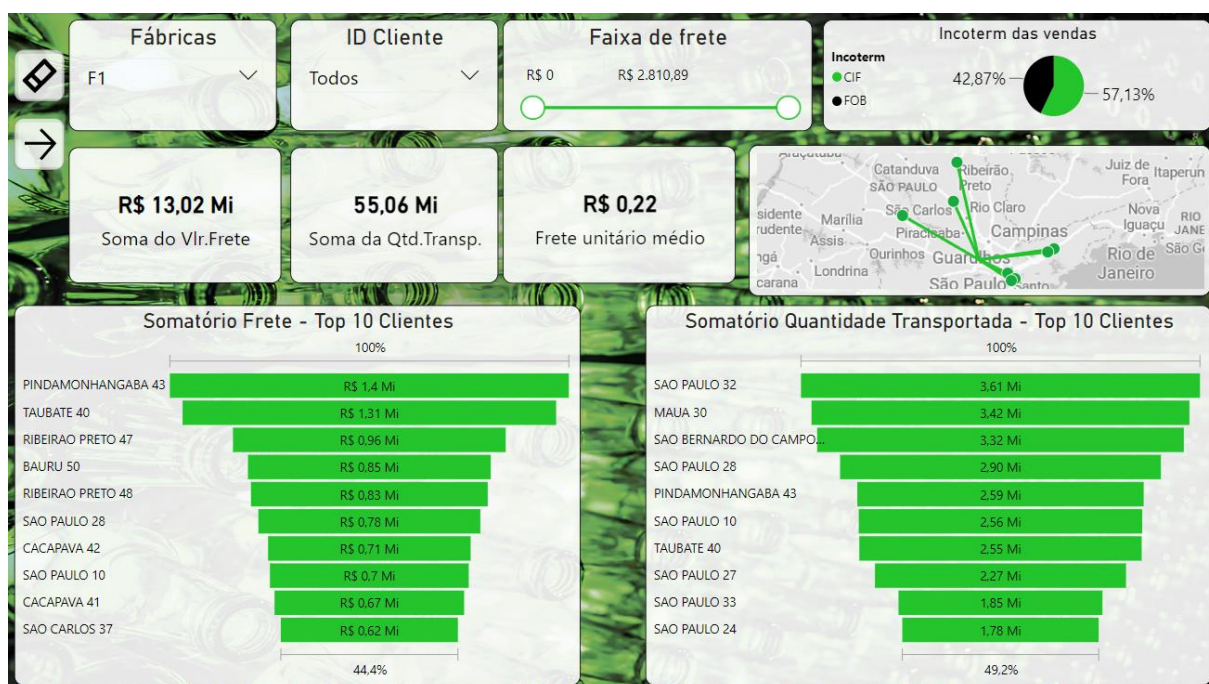 Fábricas
F1
ID Cliente
Todos
Faixa de frete
R$ 0 R$ 2.810,89
Incoterm das vendas
Incoterm
CIF
FOB
42,87%
57,13%
R$ 13,02 Mi
Soma do Vlr.Frete
55,06 Mi
Soma da Qtd.Transp.
R$ 0,22
Frete unitário médio
Catanduva
Ribeirão
Preto
SÃO PAULO
Juiz de
Fora
Itaperun
São Carlos
Rio Claro
Marília
Piracicaba
Campinas
Nova
Iguaçu
RIO
JANE
Assis
Ourinhos
Guarulhos
Londrina
São Paulo
Rio de
Janeiro
São Go
carana
Somatório Frete - Top 10 Clientes
100%
PINDAMONHANGABA 43 R$ 1,4 Mi
TAUBATE 40 R$ 1,31 Mi
RIBEIRAO PRETO 47 R$ 0,96 Mi
BAURU 50 R$ 0,85 Mi
RIBEIRAO PRETO 48 R$ 0,83 Mi
SAO PAULO 28 R$ 0,78 Mi
CACAPAVA 42 R$ 0,71 Mi
SAO PAULO 10 R$ 0,7 Mi
CACAPAVA 41 R$ 0,67 Mi
SAO CARLOS 37 R$ 0,62 Mi
44,4%
Somatório Quantidade Transportada - Top 10 Clientes
100%
SAO PAULO 32 3,61 Mi
MAUA 30 3,42 Mi
SAO BERNARDO DO CAMPO... 3,32 Mi
SAO PAULO 28 2,90 Mi
PINDAMONHANGABA 43 2,59 Mi
SAO PAULO 10 2,56 Mi
TAUBATE 40 2,55 Mi
SAO PAULO 27 2,27 Mi
SAO PAULO 33 1,85 Mi
SAO PAULO 24 1,78 Mi
49,2%